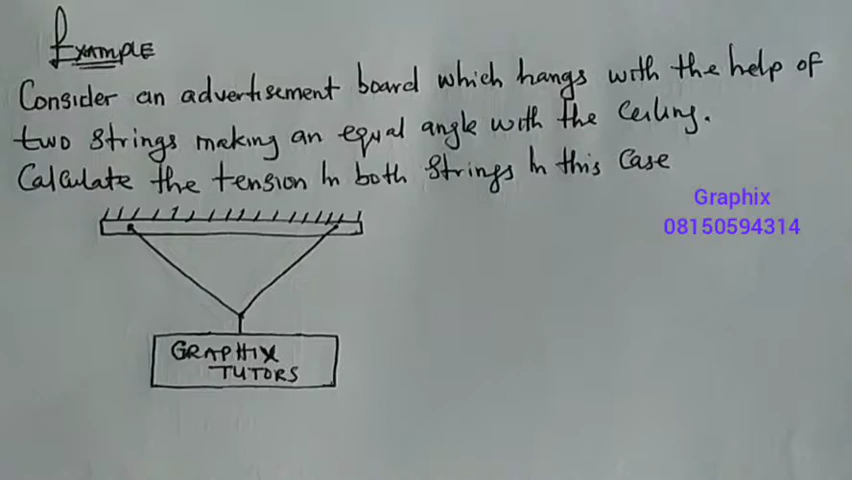 EXAMPLE
Consider an advertisement board which hangs with the help of
two strings making an equal angle with the Ceiling.
Calculate the tension In both Strings In this Case
Graphix
08150594314
GRAPHIX
TUTORS